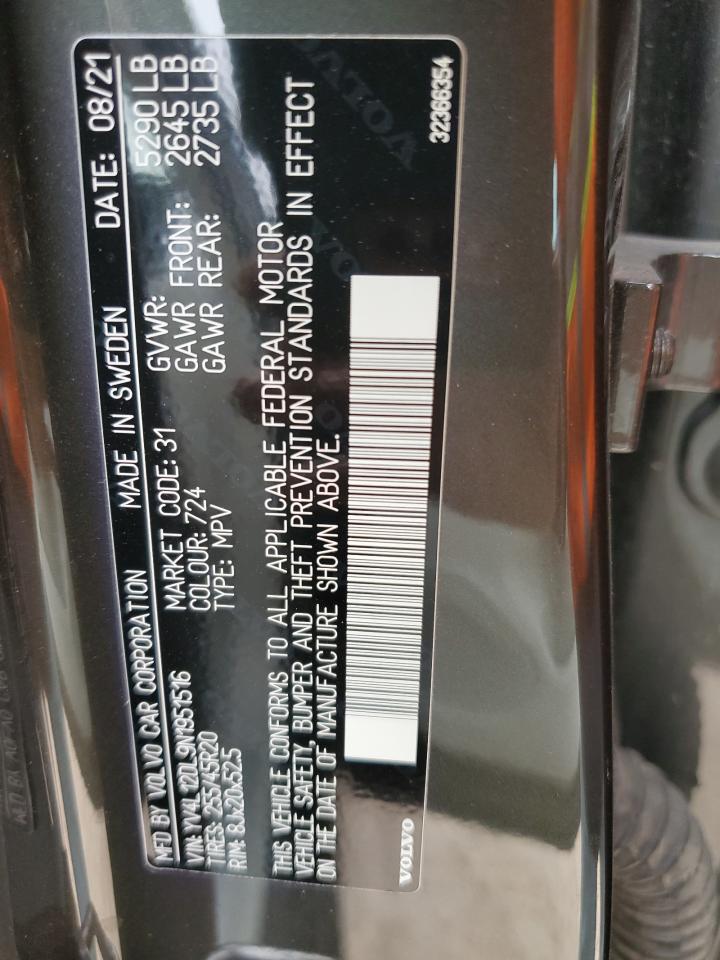 MFD BY VOLVO CAR CORPORATION MADE IN SWEDEN DATE: 08/21
VIN: YV4L12DL9N1951516
TIRES: 255/45R20
RIM: 8Jx20x52.5
MARKET CODE: 31
COLOUR: 724
TYPE: MPV
GVWR: 5290 LB
GAWR FRONT: 2645 LB
GAWR REAR: 2735 LB
THIS VEHICLE CONFORMS TO ALL APPLICABLE FEDERAL MOTOR
VEHICLE SAFETY, BUMPER AND THEFT PREVENTION STANDARDS IN EFFECT
ON THE DATE OF MANUFACTURE SHOWN ABOVE.
VOLVO
32366354